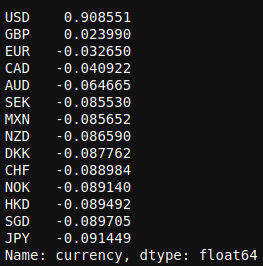 USD    0.908551
GBP    0.023990
EUR   -0.032650
CAD   -0.040922
AUD   -0.064665
SEK   -0.085530
MXN   -0.085652
NZD   -0.086590
DKK   -0.087762
CHF   -0.088984
NOK   -0.089140
HKD   -0.089492
SGD   -0.089705
JPY   -0.091449
Name: currency, dtype: float64